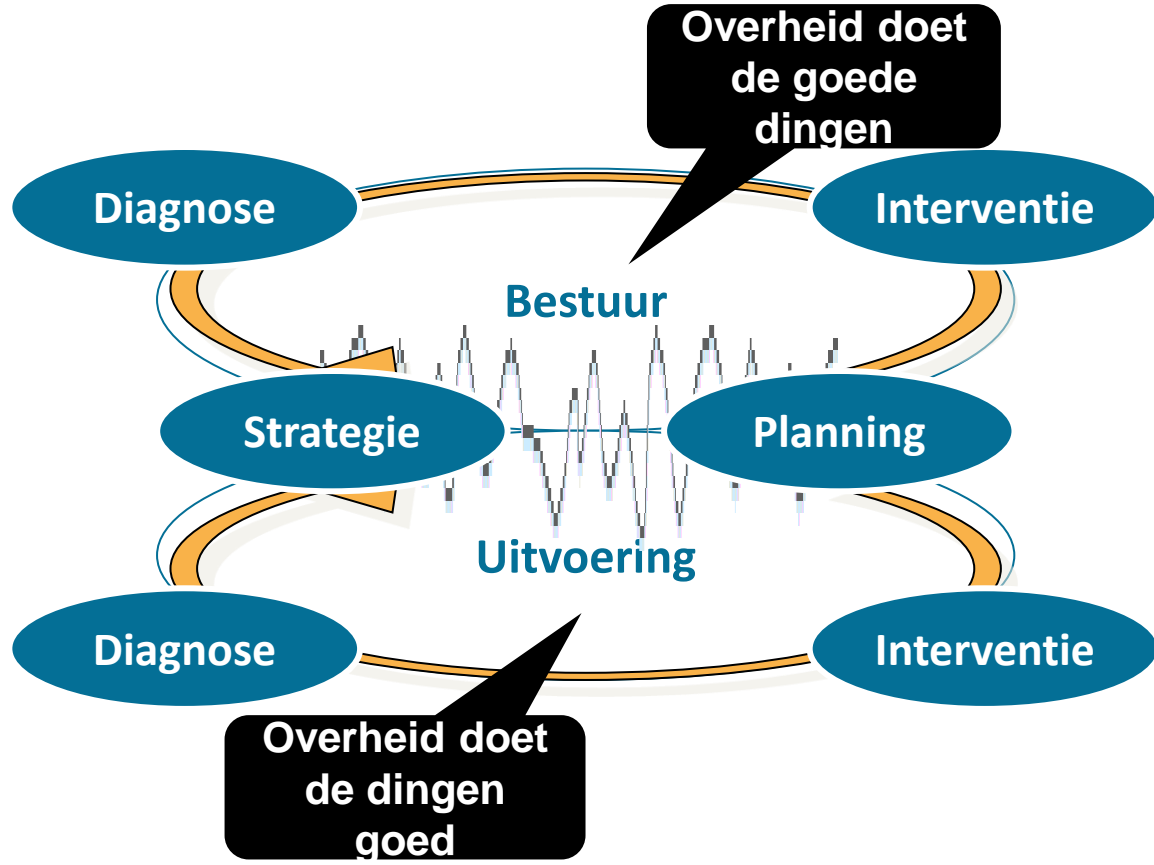 Overheid doet
de goede
dingen
Diagnose
Interventie
Bestuur
Strategie
Planning
Uitvoering
Diagnose
Interventie
Overheid doet
de dingen
goed